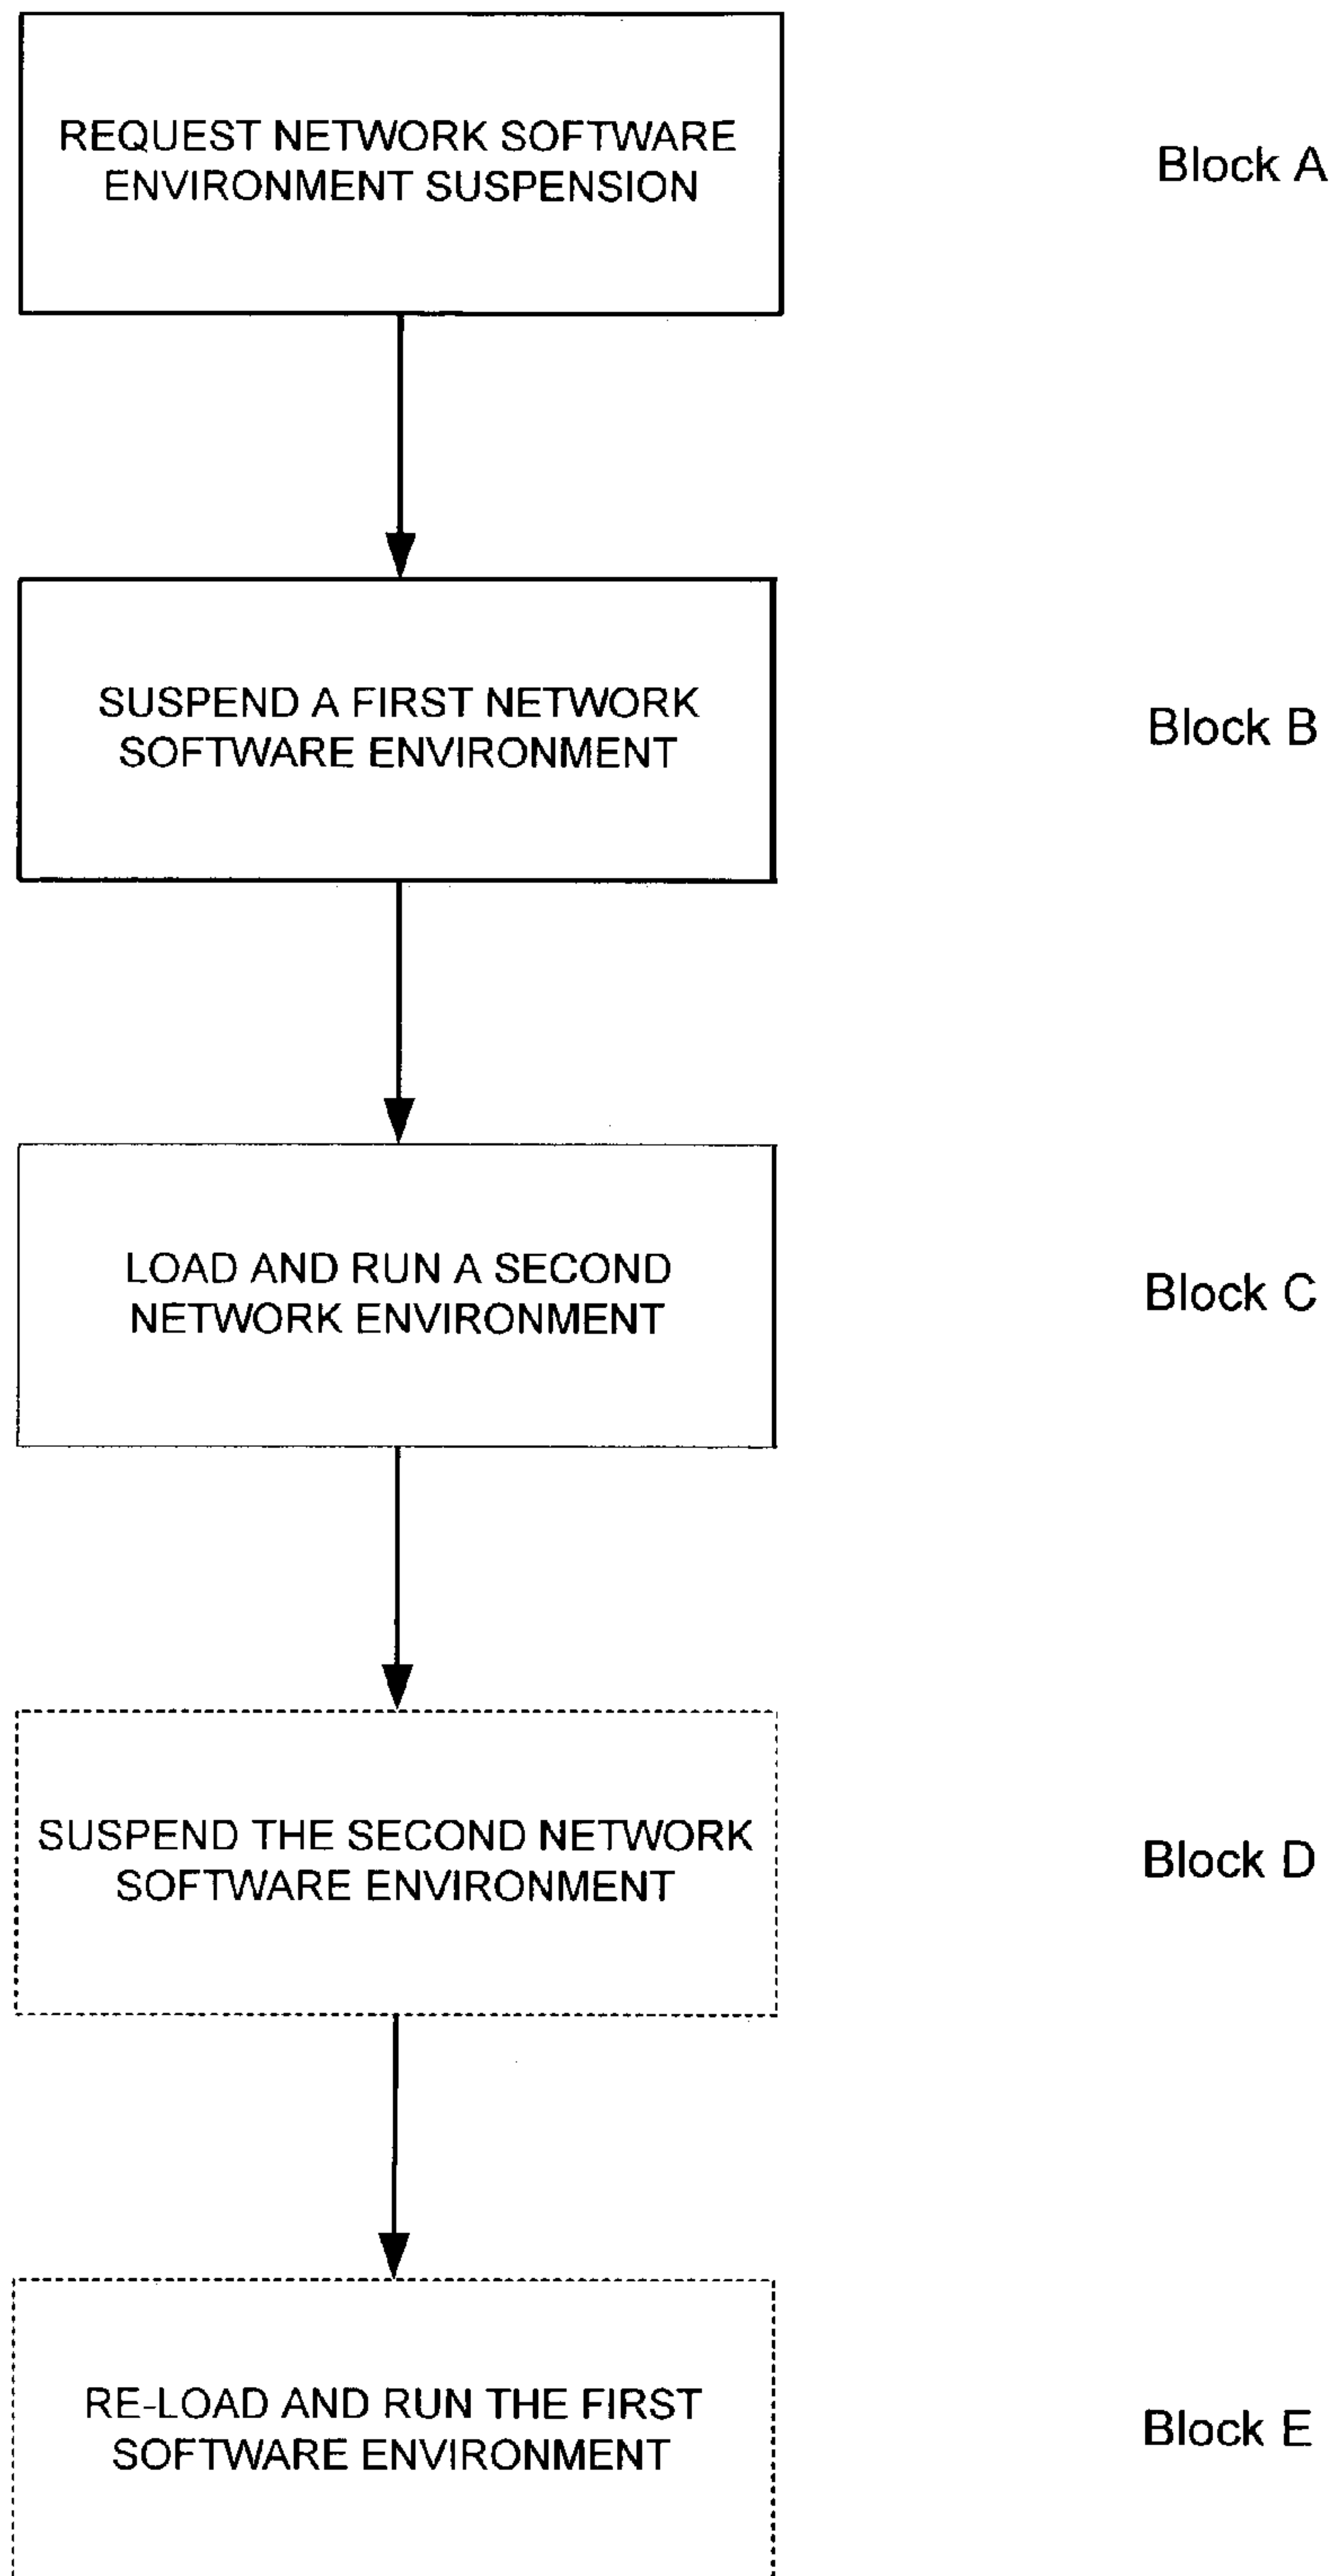 REQUEST NETWORK SOFTWARE
ENVIRONMENT SUSPENSION
Block A
SUSPEND A FIRST NETWORK
SOFTWARE ENVIRONMENT
Block B
LOAD AND RUN A SECOND
NETWORK ENVIRONMENT
Block C
SUSPEND THE SECOND NETWORK
SOFTWARE ENVIRONMENT
Block D
RE-LOAD AND RUN THE FIRST
SOFTWARE ENVIRONMENT
Block E